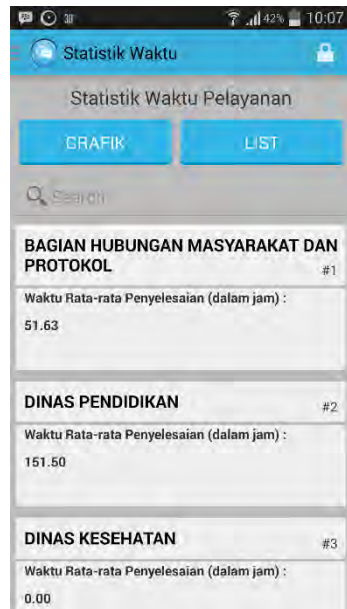 42% 10:07
Statistik Waktu
Statistik Waktu Pelayanan
GRAFIK LIST
Search
BAGIAN HUBUNGAN MASYARAKAT DAN
PROTOKOL #1
Waktu Rata-rata Penyelesaian (dalam jam) :
51.63
DINAS PENDIDIKAN #2
Waktu Rata-rata Penyelesaian (dalam jam) :
151.50
DINAS KESEHATAN #3
Waktu Rata-rata Penyelesaian (dalam jam) :
0.00